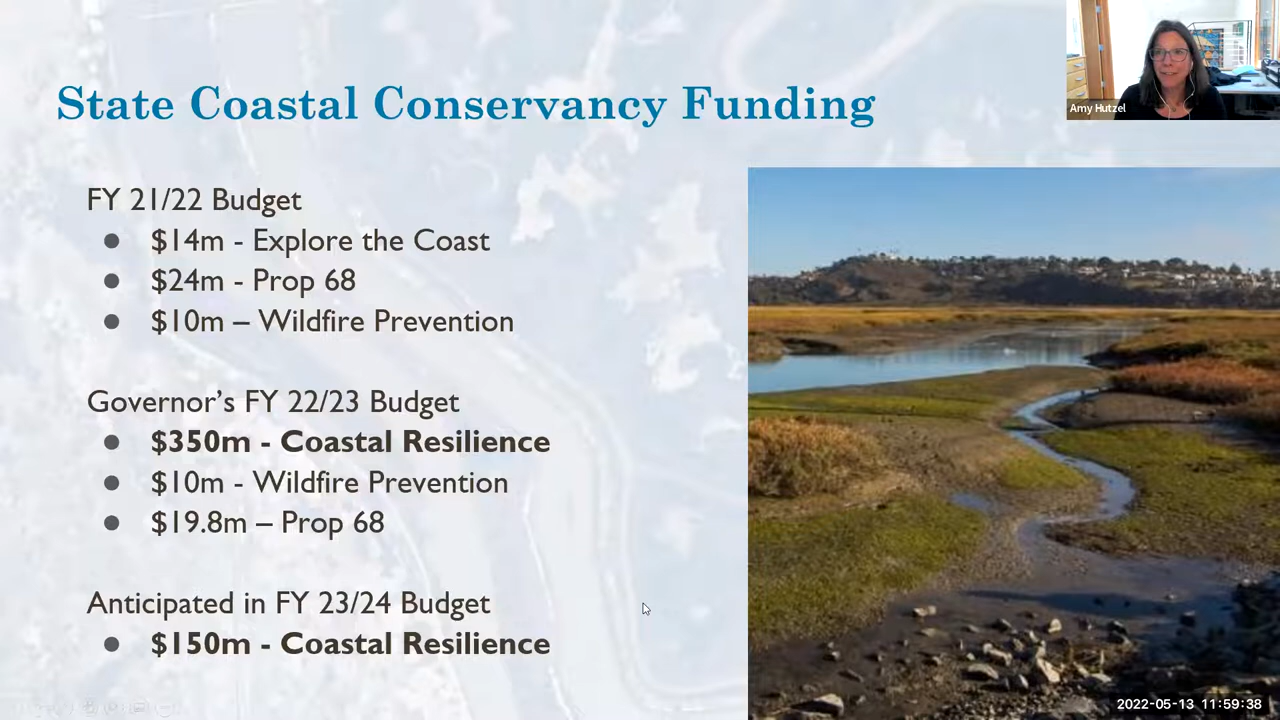 State Coastal Conservancy Funding
Amy Hutzel
FY 21/22 Budget
● $14m - Explore the Coast
● $24m - Prop 68
● $10m – Wildfire Prevention
Governor’s FY 22/23 Budget
● $350m - Coastal Resilience
● $10m - Wildfire Prevention
● $19.8m – Prop 68
Anticipated in FY 23/24 Budget
● $150m - Coastal Resilience
2022-05-13 11:59:38